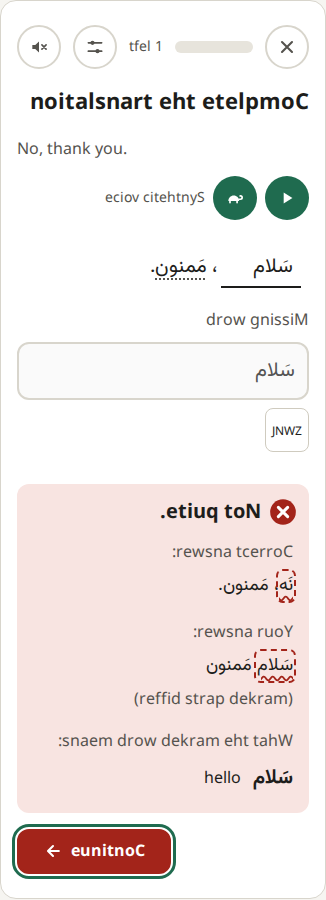 tfel 1
noitalsnart eht etelpmoC
No, thank you.
eciov citehtnyS
سَلام، مَمنون.
drow gnissiM
سَلام
JNWZ
.etiuq toN
:rewsna tcerroC
نَه، مَمنون.
:rewsna ruoY
سَلام مَمنون
(reffid strap dekram)
:snaem drow dekram eht tahW
سَلام hello
eunitnoC